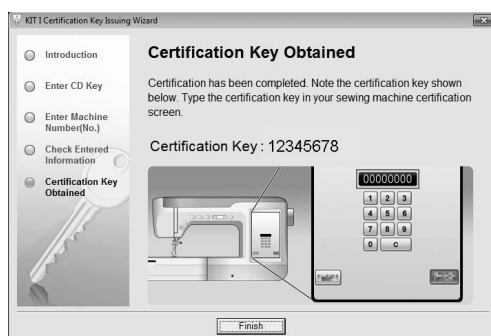 KIT I Certification Key Issuing Wizard
Introduction
Enter CD Key
Enter Machine
Number(No.)
Check Entered
Information
Certification Key
Obtained
Certification Key Obtained
Certification has been completed. Note the certification key shown
below. Type the certification key in your sewing machine certification
screen.
Certification Key : 12345678
00000000
1 2 3
4 5 6
7 8 9
0 C
Finish